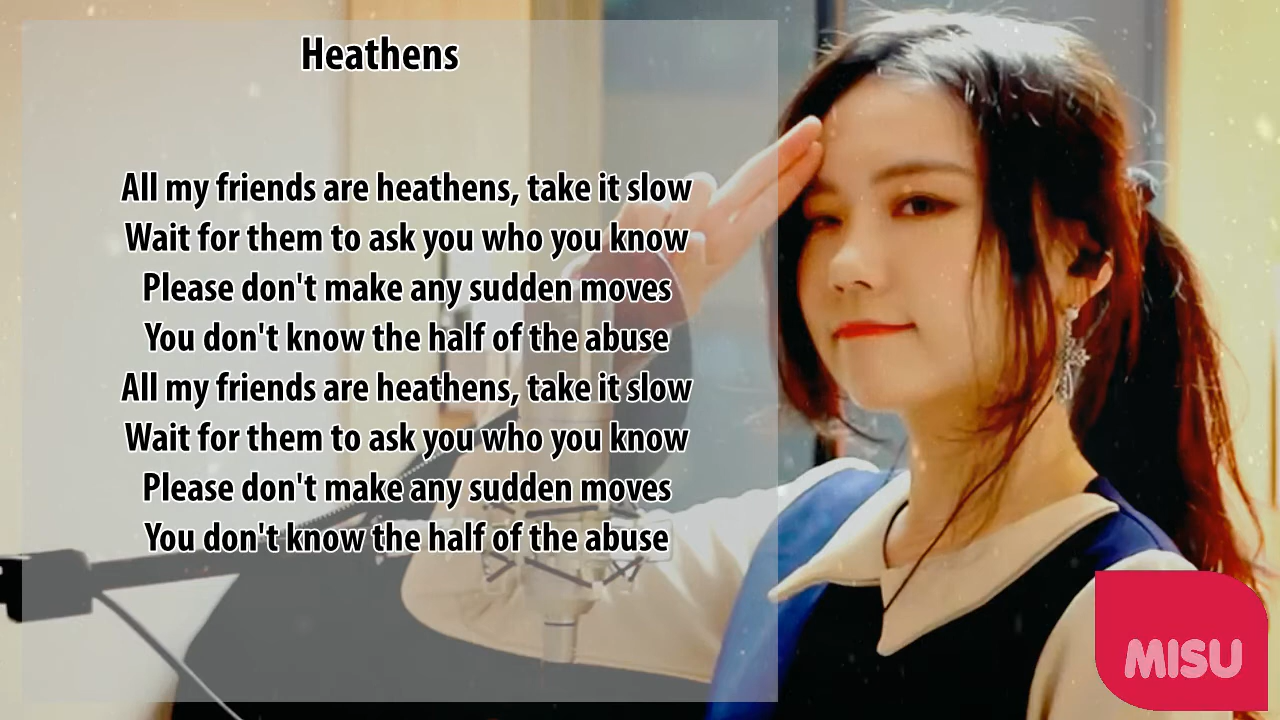 Heathens
All my friends are heathens, take it slow
Wait for them to ask you who you know
Please don't make any sudden moves
You don't know the half of the abuse
All my friends are heathens, take it slow
Wait for them to ask you who you know
Please don't make any sudden moves
You don't know the half of the abuse
MISU